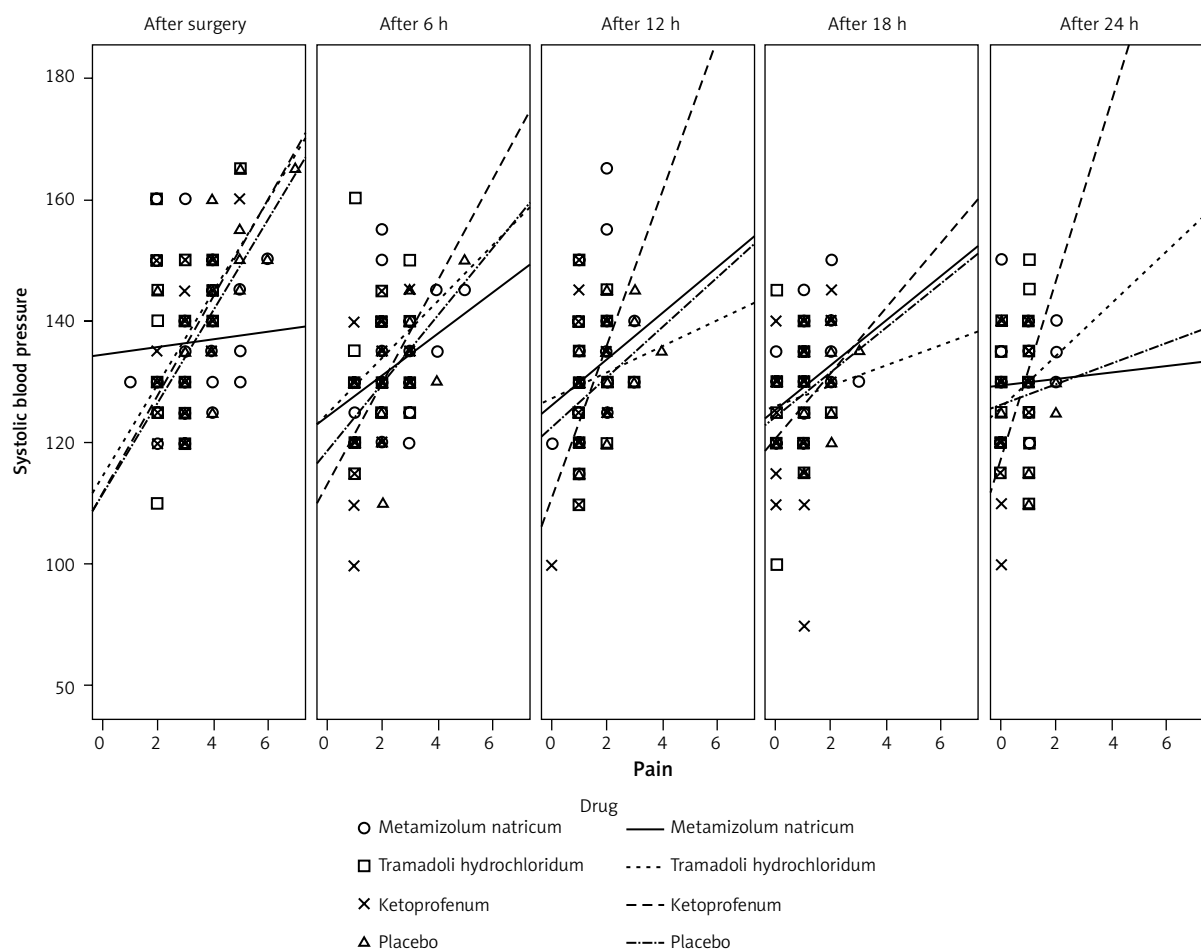 After surgery After 6 h After 12 h After 18 h After 24 h
180
160
140
120
100
50
Systolic blood pressure
0 2 4 6 0 2 4 6 0 2 4 6 0 2 4 6 0 2 4 6
Pain
Drug
Metamizolum natricum Metamizolum natricum
Tramadoli hydrochloridum Tramadoli hydrochloridum
Ketoprofenum Ketoprofenum
Placebo Placebo